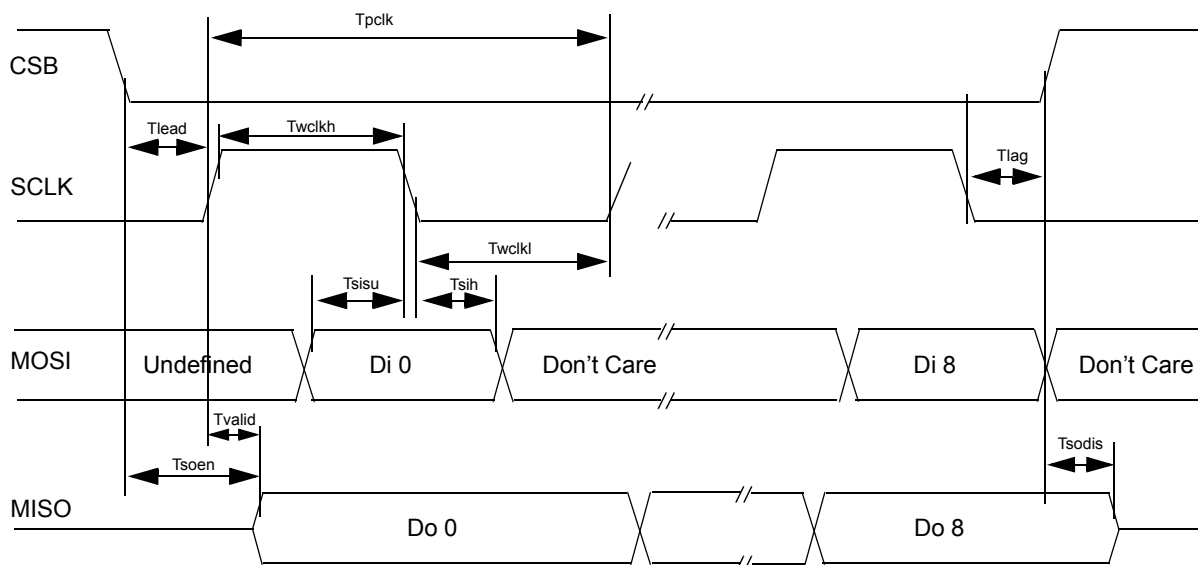 Tpclk
CSB
Tlead
Twclkh
Tlag
SCLK
Twclkl
Tsisu
Tsih
MOSI
Undefined
Di 0
Don't Care
Di 8
Don't Care
Tvalid
Tsoen
Tsodis
MISO
Do 0
Do 8